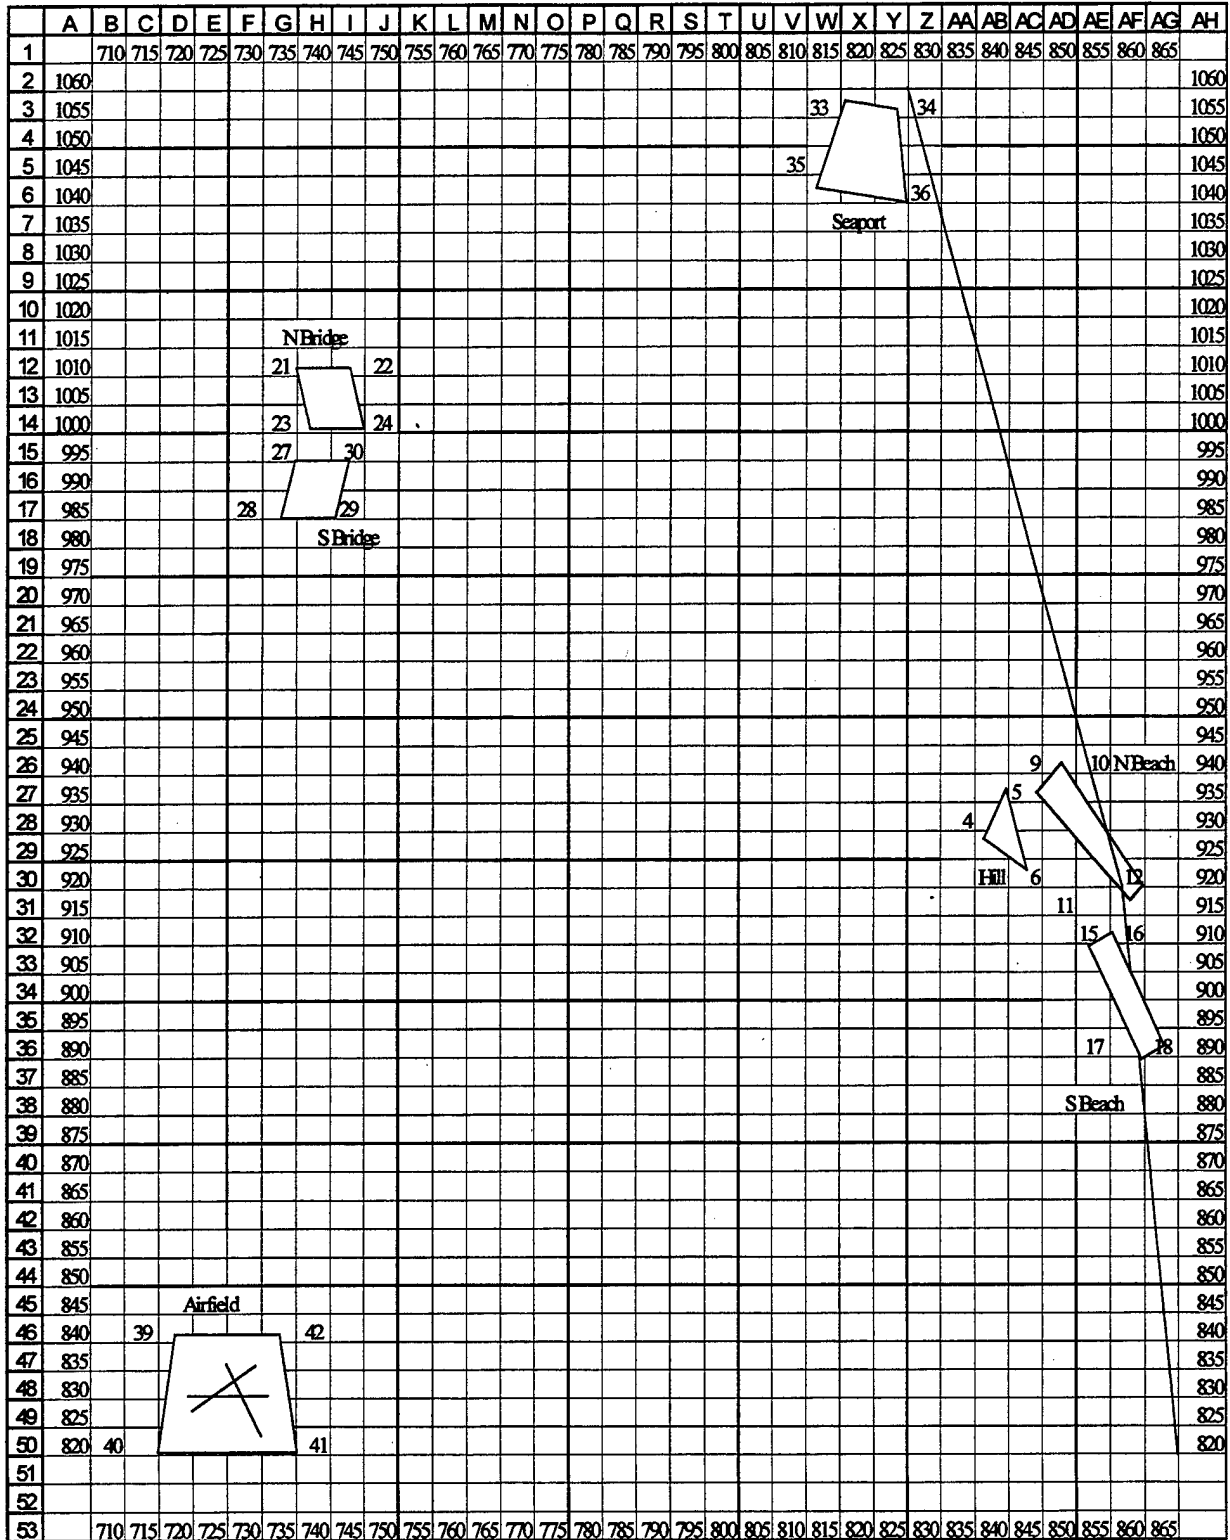 A B C D E F G H I J K L M N O P Q R S T U V W X Y Z AA AB AC AD AE AF AG AH
1 710 715 720 725 730 735 740 745 750 755 760 765 770 775 780 785 790 795 800 805 810 815 820 825 830 835 840 845 850 855 860 865
2 1060 1060
3 1055 33 34 1055
4 1050 1050
5 1045 35 1045
6 1040 36 1040
7 1035 Seaport 1035
8 1030 1030
9 1025 1025
10 1020 1020
11 1015 N Bridge 1015
12 1010 21 22 1010
13 1005 1005
14 1000 23 24 1000
15 995 27 30 995
16 990 990
17 985 28 29 985
18 980 S Bridge 980
19 975 975
20 970 970
21 965 965
22 960 960
23 955 955
24 950 950
25 945 945
26 940 9 10 N Beach 940
27 935 5 935
28 930 4 930
29 925 925
30 920 Hill 6 12 920
31 915 11 915
32 910 15 16 910
33 905 905
34 900 900
35 895 895
36 890 17 18 890
37 885 885
38 880 S Beach 880
39 875 875
40 870 870
41 865 865
42 860 860
43 855 855
44 850 850
45 845 Airfield 845
46 840 39 42 840
47 835 835
48 830 830
49 825 825
50 820 40 41 820
51
52
53 710 715 720 725 730 735 740 745 750 755 760 765 770 775 780 785 790 795 800 805 810 815 820 825 830 835 840 845 850 855 860 865